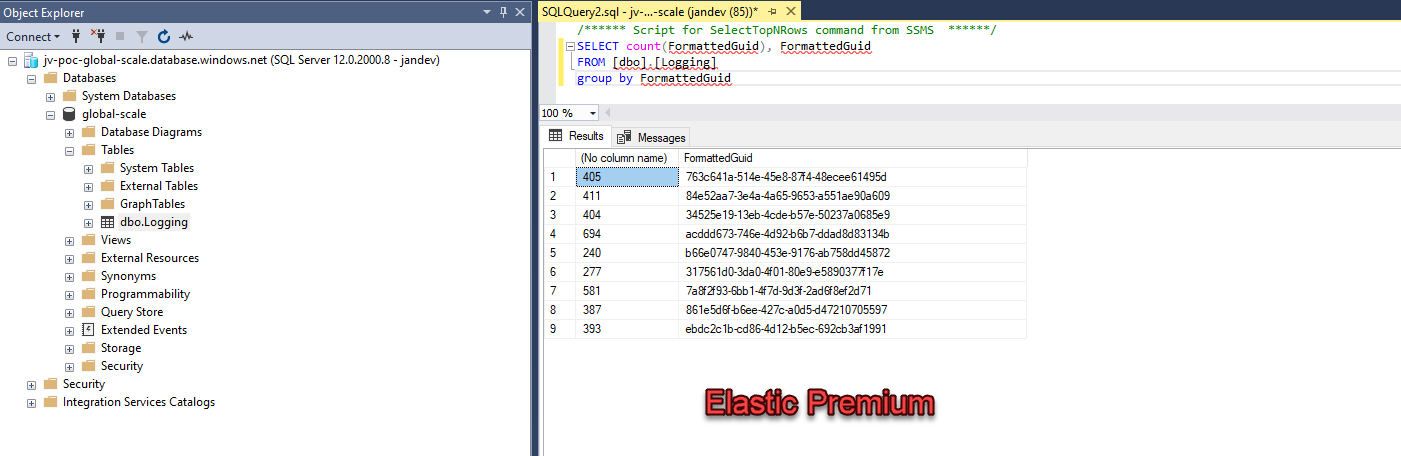 Object Explorer
Connect
jv-poc-global-scale.database.windows.net (SQL Server 12.0.2000.8 - jandev)
Databases
System Databases
global-scale
Database Diagrams
Tables
System Tables
External Tables
GraphTables
dbo.Logging
Views
External Resources
Synonyms
Programmability
Query Store
Extended Events
Storage
Security
Security
Integration Services Catalogs
SQLQuery2.sql - jv-...-scale (jandev (85))*
/****** Script for SelectTopNRows command from SSMS ******/
SELECT count(FormattedGuid), FormattedGuid
FROM [dbo].[Logging]
group by FormattedGuid
100 %
Results Messages
(No column name) FormattedGuid
1 405 763c641a-514e-45e8-87f4-48ecee61495d
2 411 84e52aa7-3e4a-4a65-9653-a551ae90a609
3 404 34525e19-13eb-4cde-b57e-50237a0685e9
4 694 acddd673-746e-4d92-b6b7-ddad8d83134b
5 240 b66e0747-9840-453e-9176-ab758dd45872
6 277 317561d0-3da0-4f01-80e9-e5890377f17e
7 581 7a8f2f93-6bb1-4f7d-9d3f-2ad6f8ef2d71
8 387 861e5d6f-b6ee-427c-a0d5-d47210705597
9 393 ebdc2c1b-cd86-4d12-b5ec-692cb3af1991
Elastic Premium